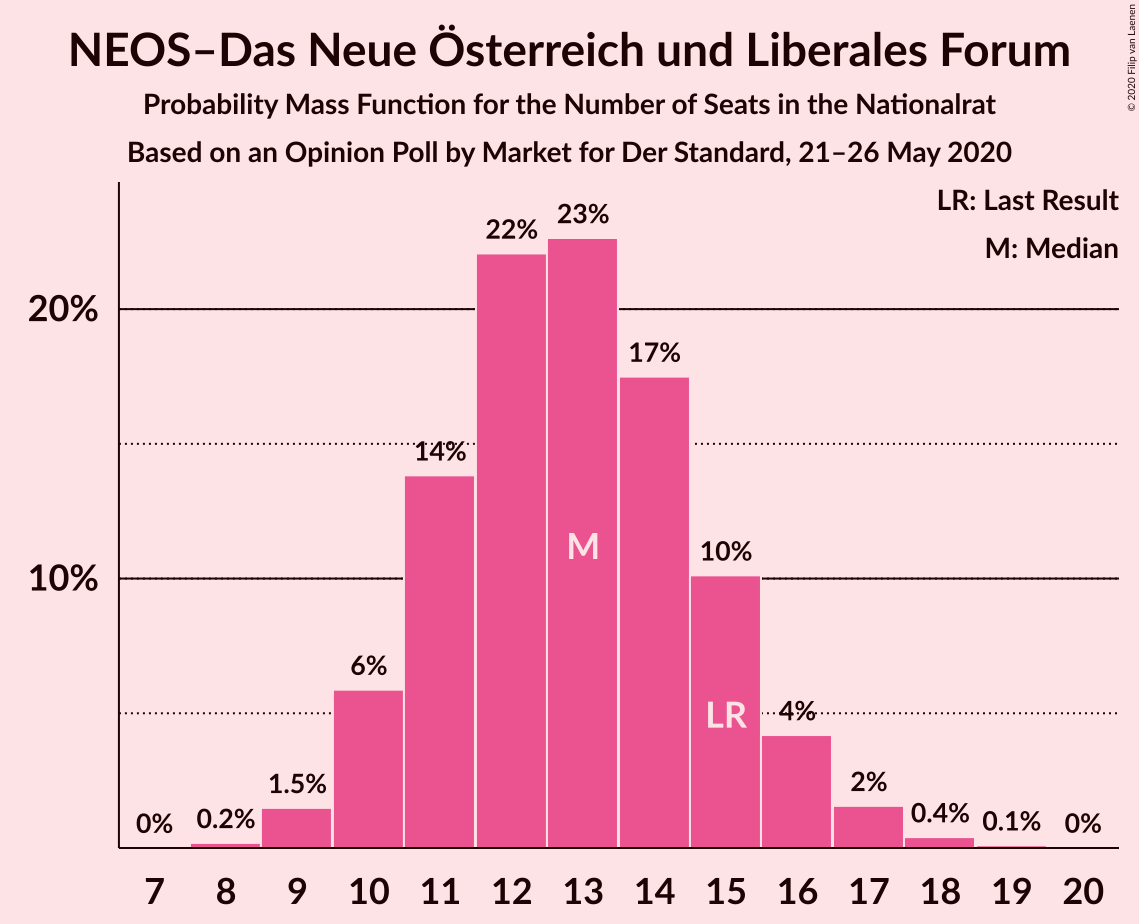 NEOS–Das Neue Österreich und Liberales Forum
Probability Mass Function for the Number of Seats in the Nationalrat
Based on an Opinion Poll by Market for Der Standard, 21–26 May 2020
© 2020 Filip van Laenen
LR: Last Result
M: Median
20%
10%
0%
0.2%
1.5%
6%
14%
22%
23%
17%
10%
4%
2%
0.4%
0.1%
0%
M
LR
7 8 9 10 11 12 13 14 15 16 17 18 19 20